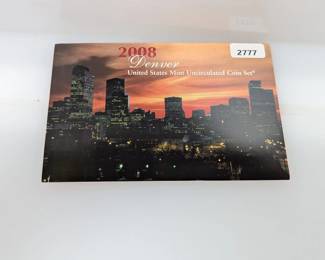 2008
2777
Denver
United States Mint Uncirculated Coin Set®